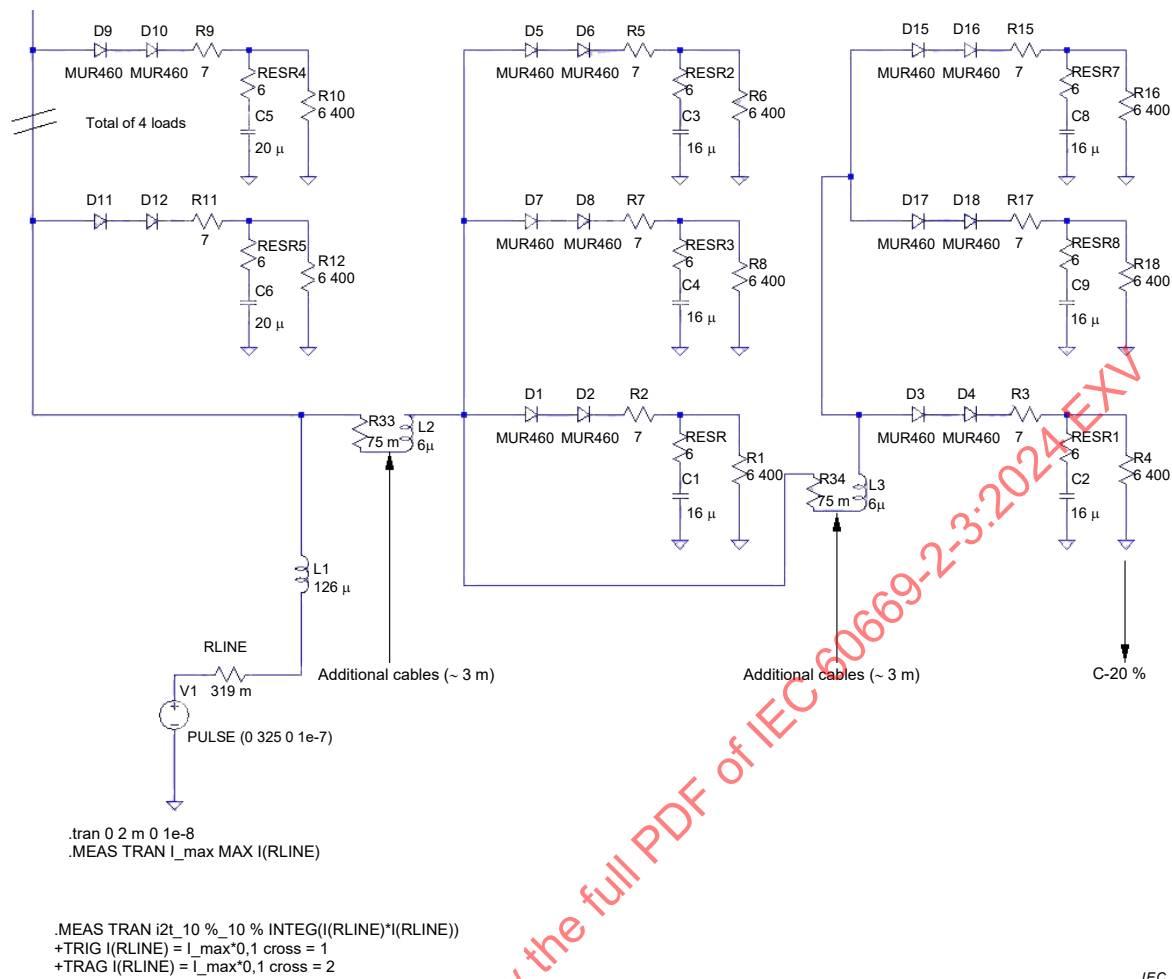 D9 D10 R9
MUR460 MUR460 7
RESR4
6
R10
6 400
C5
20 μ
Total of 4 loads
D11 D12 R11
7
RESR5
6
R12
6 400
C6
20 μ
D5 D6 R5
MUR460 MUR460 7
RESR2
6
R6
6 400
C3
16 μ
D7 D8 R7
MUR460 MUR460 7
RESR3
6
R8
6 400
C4
16 μ
D1 D2 R2
MUR460 MUR460 7
RESR
6
R1
6 400
C1
16 μ
D15 D16 R15
MUR460 MUR460 7
RESR7
6
R16
6 400
C8
16 μ
D17 D18 R17
MUR460 MUR460 7
RESR8
6
R18
6 400
C9
16 μ
D3 D4 R3
MUR460 MUR460 7
RESR1
6
R4
6 400
C2
16 μ
R33
75 m
L2
6μ
R34
75 m
L3
6μ
L1
126 μ
RLINE
319 m
V1
PULSE (0 325 0 1e-7)
Additional cables (~ 3 m)
Additional cables (~ 3 m)
C-20 %
.tran 0 2 m 0 1e-8
.MEAS TRAN I_max MAX I(RLINE)
.MEAS TRAN i2t_10 %_10 % INTEG(I(RLINE)*I(RLINE))
+TRIG I(RLINE) = I_max*0,1 cross = 1
+TRAG I(RLINE) = I_max*0,1 cross = 2
IEC
the full PDF of IEC 60669-2-3:2024 EXV